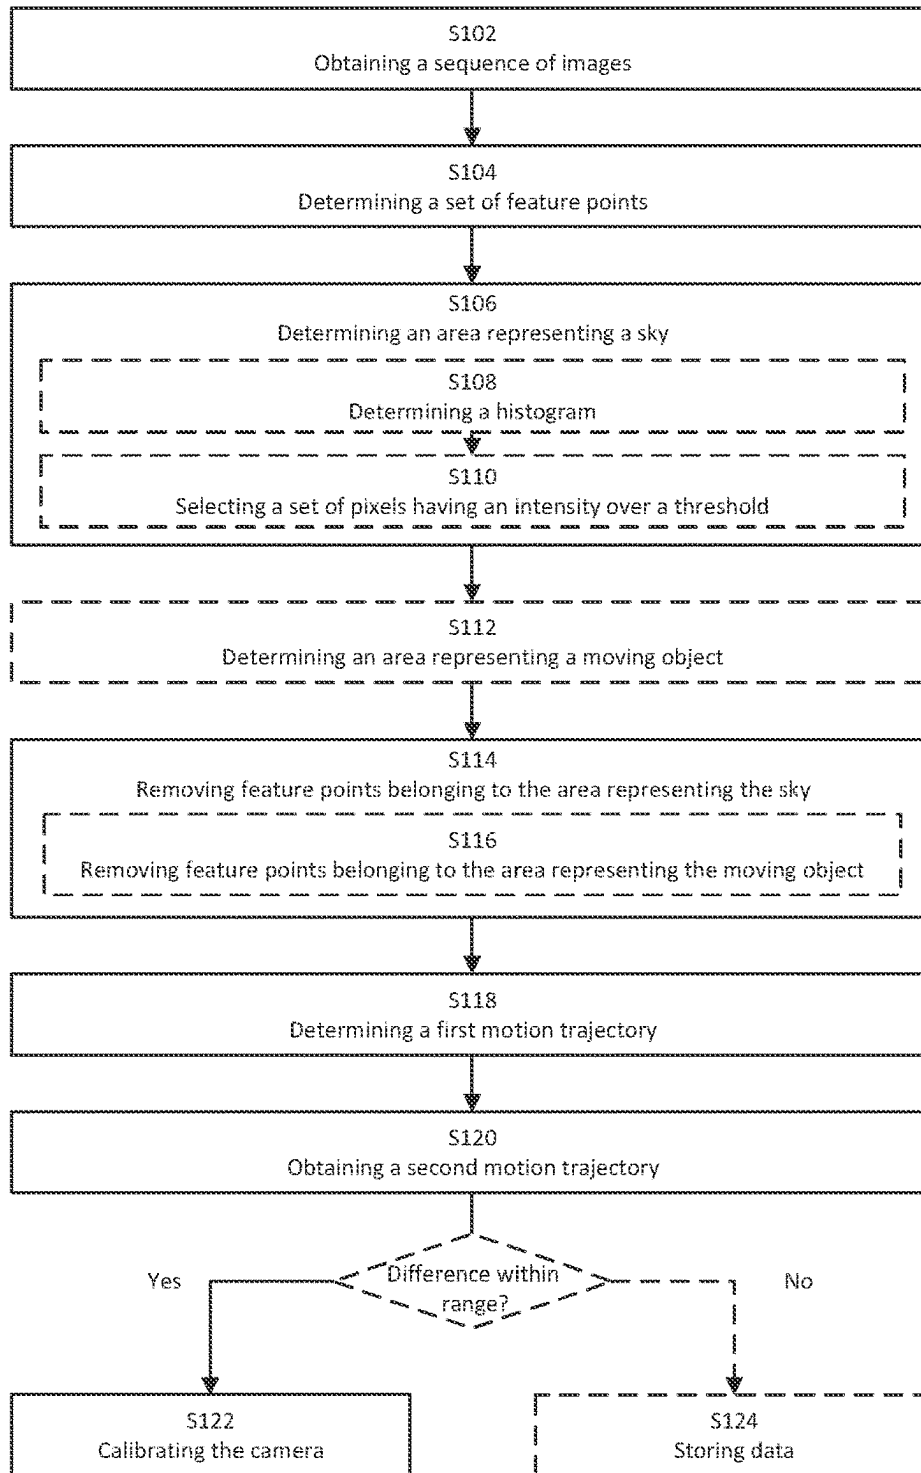 S102
Obtaining a sequence of images
S104
Determining a set of feature points
S106
Determining an area representing a sky
S108
Determining a histogram
S110
Selecting a set of pixels having an intensity over a threshold
S112
Determining an area representing a moving object
S114
Removing feature points belonging to the area representing the sky
S116
Removing feature points belonging to the area representing the moving object
S118
Determining a first motion trajectory
S120
Obtaining a second motion trajectory
Yes
Difference within
range?
No
S122
Calibrating the camera
S124
Storing data